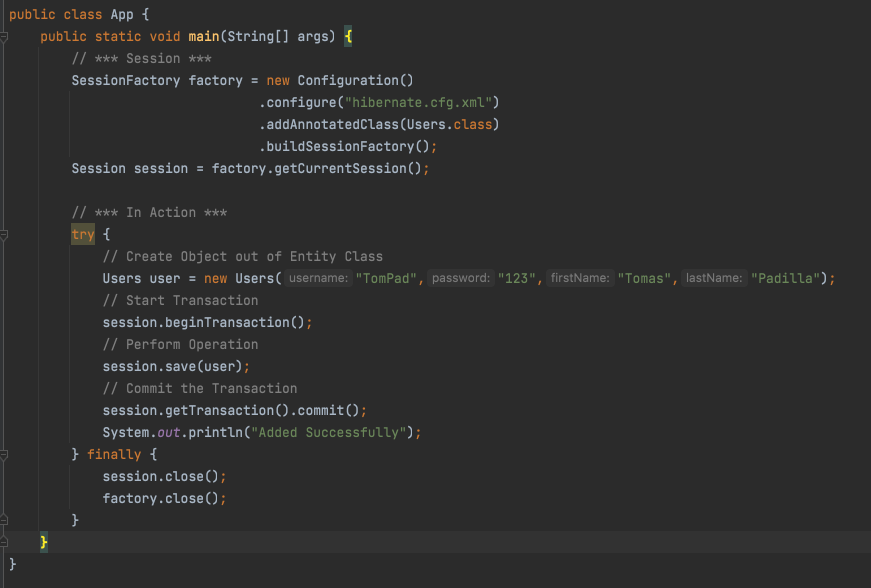 public class App {
    public static void main(String[] args) {
        // *** Session ***
        SessionFactory factory = new Configuration()
                                .configure("hibernate.cfg.xml")
                                .addAnnotatedClass(Users.class)
                                .buildSessionFactory();
        Session session = factory.getCurrentSession();

        // *** In Action ***
        try {
            // Create Object out of Entity Class
            Users user = new Users( username: "TomPad", password: "123", firstName: "Tomas", lastName: "Padilla");
            // Start Transaction
            session.beginTransaction();
            // Perform Operation
            session.save(user);
            // Commit the Transaction
            session.getTransaction().commit();
            System.out.println("Added Successfully");
        } finally {
            session.close();
            factory.close();
        }
    }
}